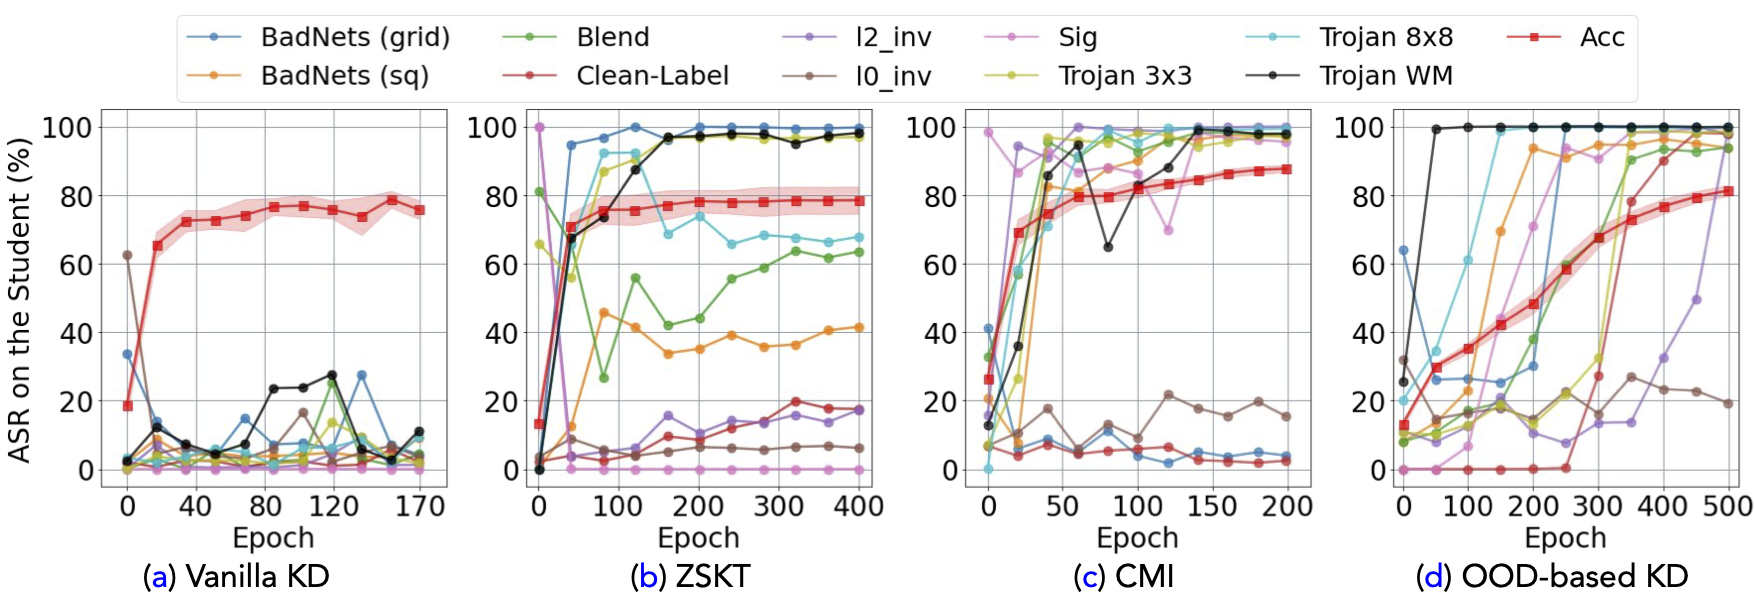 BadNets (grid) Blend l2_inv Sig Trojan 8x8 Acc
BadNets (sq) Clean-Label l0_inv Trojan 3x3 Trojan WM
ASR on the Student (%)
100
80
60
40
20
0
0 40 80 120 170
Epoch
(a) Vanilla KD
100
80
60
40
20
0
0 100 200 300 400
Epoch
(b) ZSKT
100
80
60
40
20
0
0 50 100 150 200
Epoch
(c) CMI
100
80
60
40
20
0
0 100 200 300 400 500
Epoch
(d) OOD-based KD